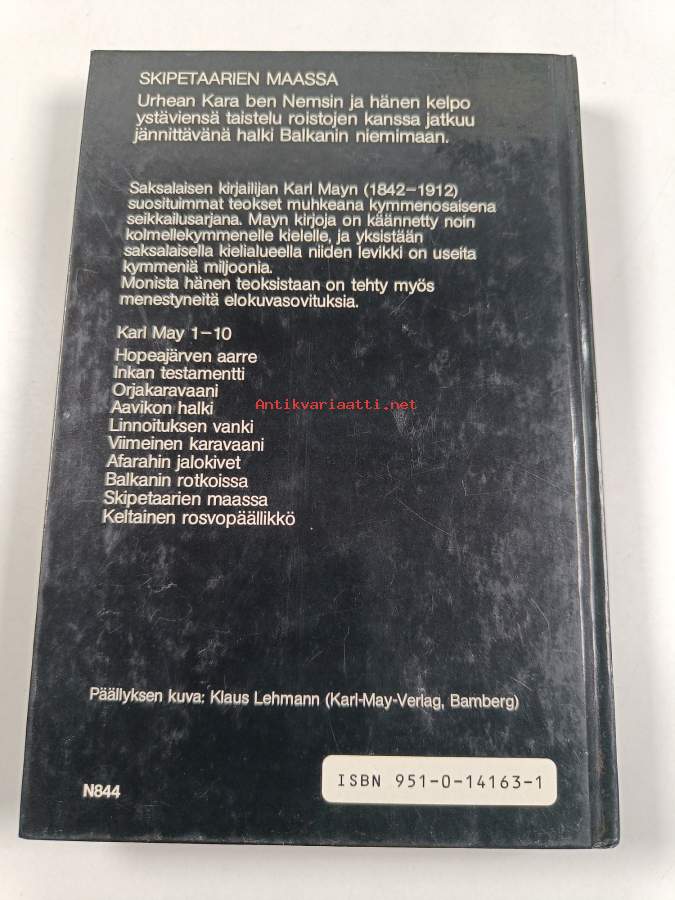 SKIPETAARIEN MAASSA
Urhean Kara ben Nemsin ja hänen kelpo
ystäviensä taistelu roistojen kanssa jatkuu
jännittävänä halki Balkanin niemimaan.
Saksalaisen kirjailijan Karl Mayn (1842–1912)
suosituimmat teokset muhkeana kymmenosaisena
seikkailusarjana. Mayn kirjoja on käännetty noin
kolmellekymmenelle kielelle, ja yksistään
saksalaisella kielialueella niiden levikki on useita
kymmeniä miljoonia.
Monista hänen teoksistaan on tehty myös
menestyneitä elokuvasovituksia.
Karl May 1–10
Hopeajärven aarre
Inkan testamentti
Orjakaravaani
Aavikon halki
Antikvariaatti.net
Linnoituksen vanki
Viimeinen karavaani
Afarahin jalokivet
Balkanin rotkoissa
Skipetaarien maassa
Keltainen rosvopäällikkö
Päällyksen kuva: Klaus Lehmann (Karl-May-Verlag, Bamberg)
ISBN 951-0-14163-1
N844